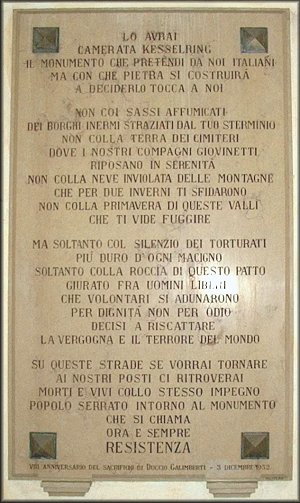 LO AVRAI
CAMERATA KESSELRING
IL MONUMENTO CHE PRETENDI DA NOI ITALIANI
MA CON CHE PIETRA SI COSTRUIRÀ
A DECIDERLO TOCCA A NOI
NON COI SASSI AFFUMICATI
DEI BORGHI INERMI STRAZIATI DAL TUO STERMINIO
NON COLLA TERRA DEI CIMITERI
DOVE I NOSTRI COMPAGNI GIOVINETTI
RIPOSANO IN SERENITÀ
NON COLLA NEVE INVIOLATA DELLE MONTAGNE
CHE PER DUE INVERNI TI SFIDARONO
NON COLLA PRIMAVERA DI QUESTE VALLI
CHE TI VIDE FUGGIRE
MA SOLTANTO COL SILENZIO DEI TORTURATI
PIÙ DURO D'OGNI MACIGNO
SOLTANTO COLLA ROCCIA DI QUESTO PATTO
GIURATO FRA UOMINI LIBERI
CHE VOLONTARI SI ADUNARONO
PER DIGNITÀ NON PER ODIO
DECISI A RISCATTARE
LA VERGOGNA E IL TERRORE DEL MONDO
SU QUESTE STRADE SE VORRAI TORNARE
AI NOSTRI POSTI CI RITROVERAI
MORTI E VIVI COLLO STESSO IMPEGNO
POPOLO SERRATO INTORNO AL MONUMENTO
CHE SI CHIAMA
ORA E SEMPRE
RESISTENZA
VIII ANNIVERSARIO DEL SACRIFICIO DI DUCCIO GALIMBERTI - 3 DICEMBRE 1952